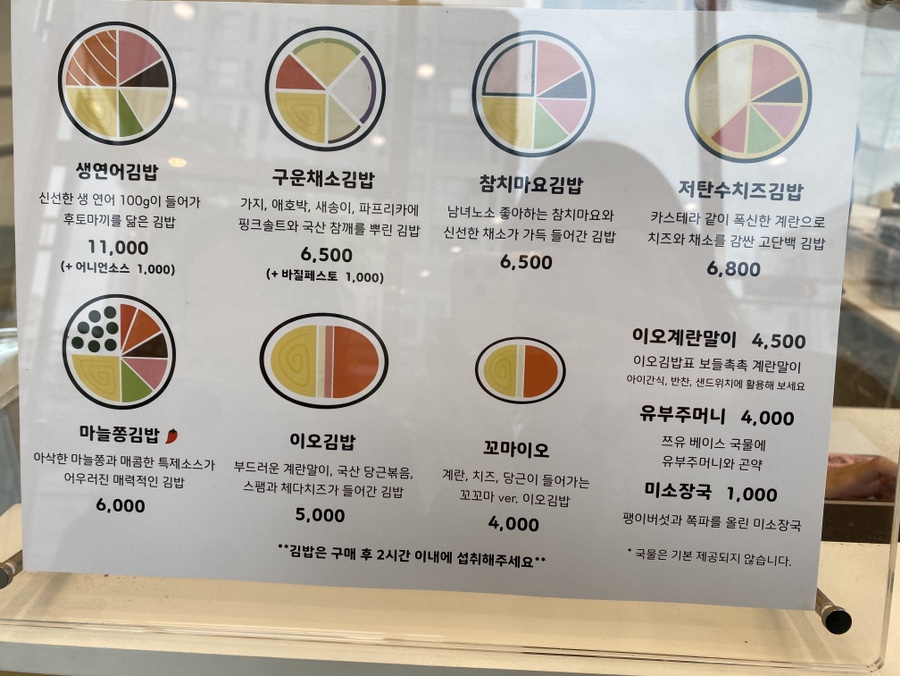 생연어김밥
신선한 생 연어 100g이 들어가
후토마끼를 닮은 김밥
11,000
(+ 어니언소스 1,000)
구운채소김밥
가지, 애호박, 새송이, 파프리카에
핑크솔트와 국산 참깨를 뿌린 김밥
6,500
(+ 바질페스토 1,000)
참치마요김밥
남녀노소 좋아하는 참치마요와
신선한 채소가 가득 들어간 김밥
6,500
저탄수치즈김밥
카스테라 같이 폭신한 계란으로
치즈와 채소를 감싼 고단백 김밥
6,800
마늘쫑김밥
아삭한 마늘쫑과 매콤한 특제소스가
어우러진 매력적인 김밥
6,000
이오김밥
부드러운 계란말이, 국산 당근볶음,
스팸과 체다치즈가 들어간 김밥
5,000
꼬마이오
계란, 치즈, 당근이 들어가는
꼬꼬마 ver. 이오김밥
4,000
이오계란말이 4,500
이오김밥표 보들촉촉 계란말이
아이간식, 반찬, 샌드위치에 활용해 보세요
유부주머니 4,000
쯔유 베이스 국물에
유부주머니와 곤약
미소장국 1,000
팽이버섯과 쪽파를 올린 미소장국
**김밥은 구매 후 2시간 이내에 섭취해주세요**
* 국물은 기본 제공되지 않습니다.